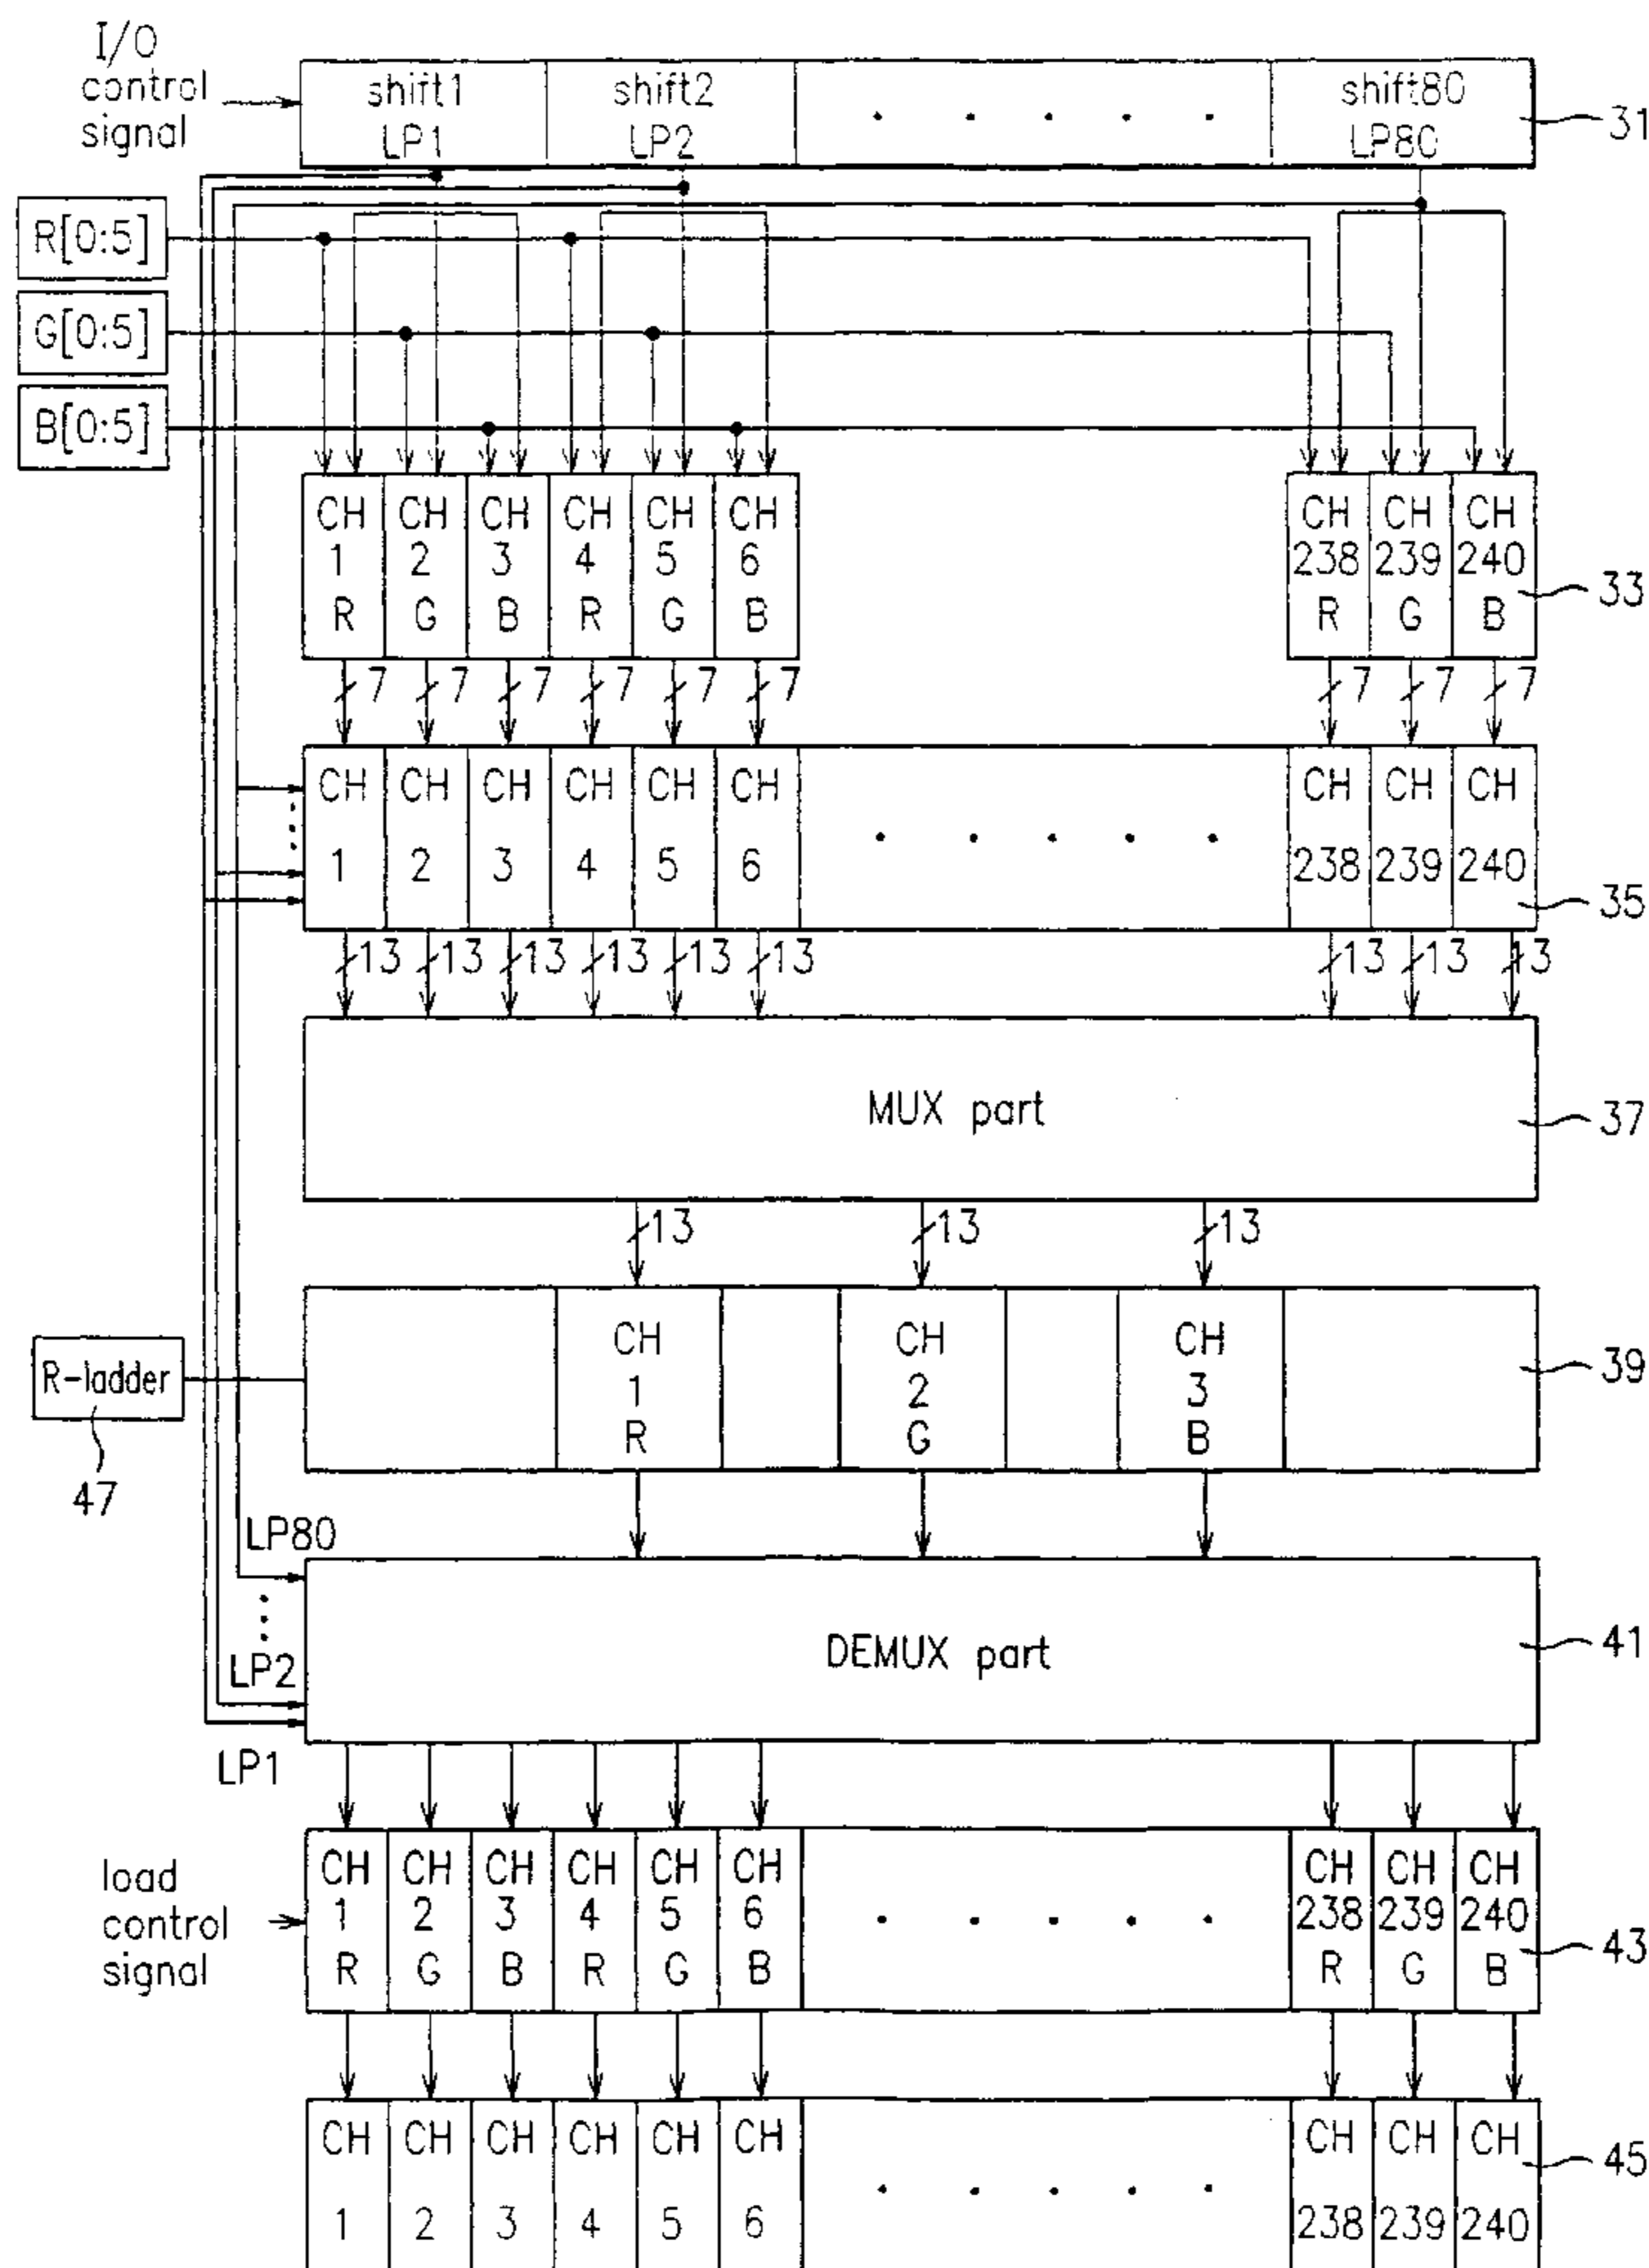 I/O
control
signal
shift1
LP1
shift2
LP2
shift80
LP80
31
R[0:5]
G[0:5]
B[0:5]
CH CH CH CH CH CH CH CH CH
1 2 3 4 5 6 238 239 240
R G B R G B R G B
33
7 7 7 7 7 7 7 7 7
CH CH CH CH CH CH CH CH CH
1 2 3 4 5 6 238 239 240
35
13 13 13 13 13 13 13 13 13
MUX part
37
13 13 13
R-ladder
47
CH CH CH
1 2 3
R G B
39
LP80
LP2
LP1
DEMUX part
41
load
control
signal
CH CH CH CH CH CH CH CH CH
1 2 3 4 5 6 238 239 240
R G B R G B R G B
43
CH CH CH CH CH CH CH CH CH
1 2 3 4 5 6 238 239 240
45